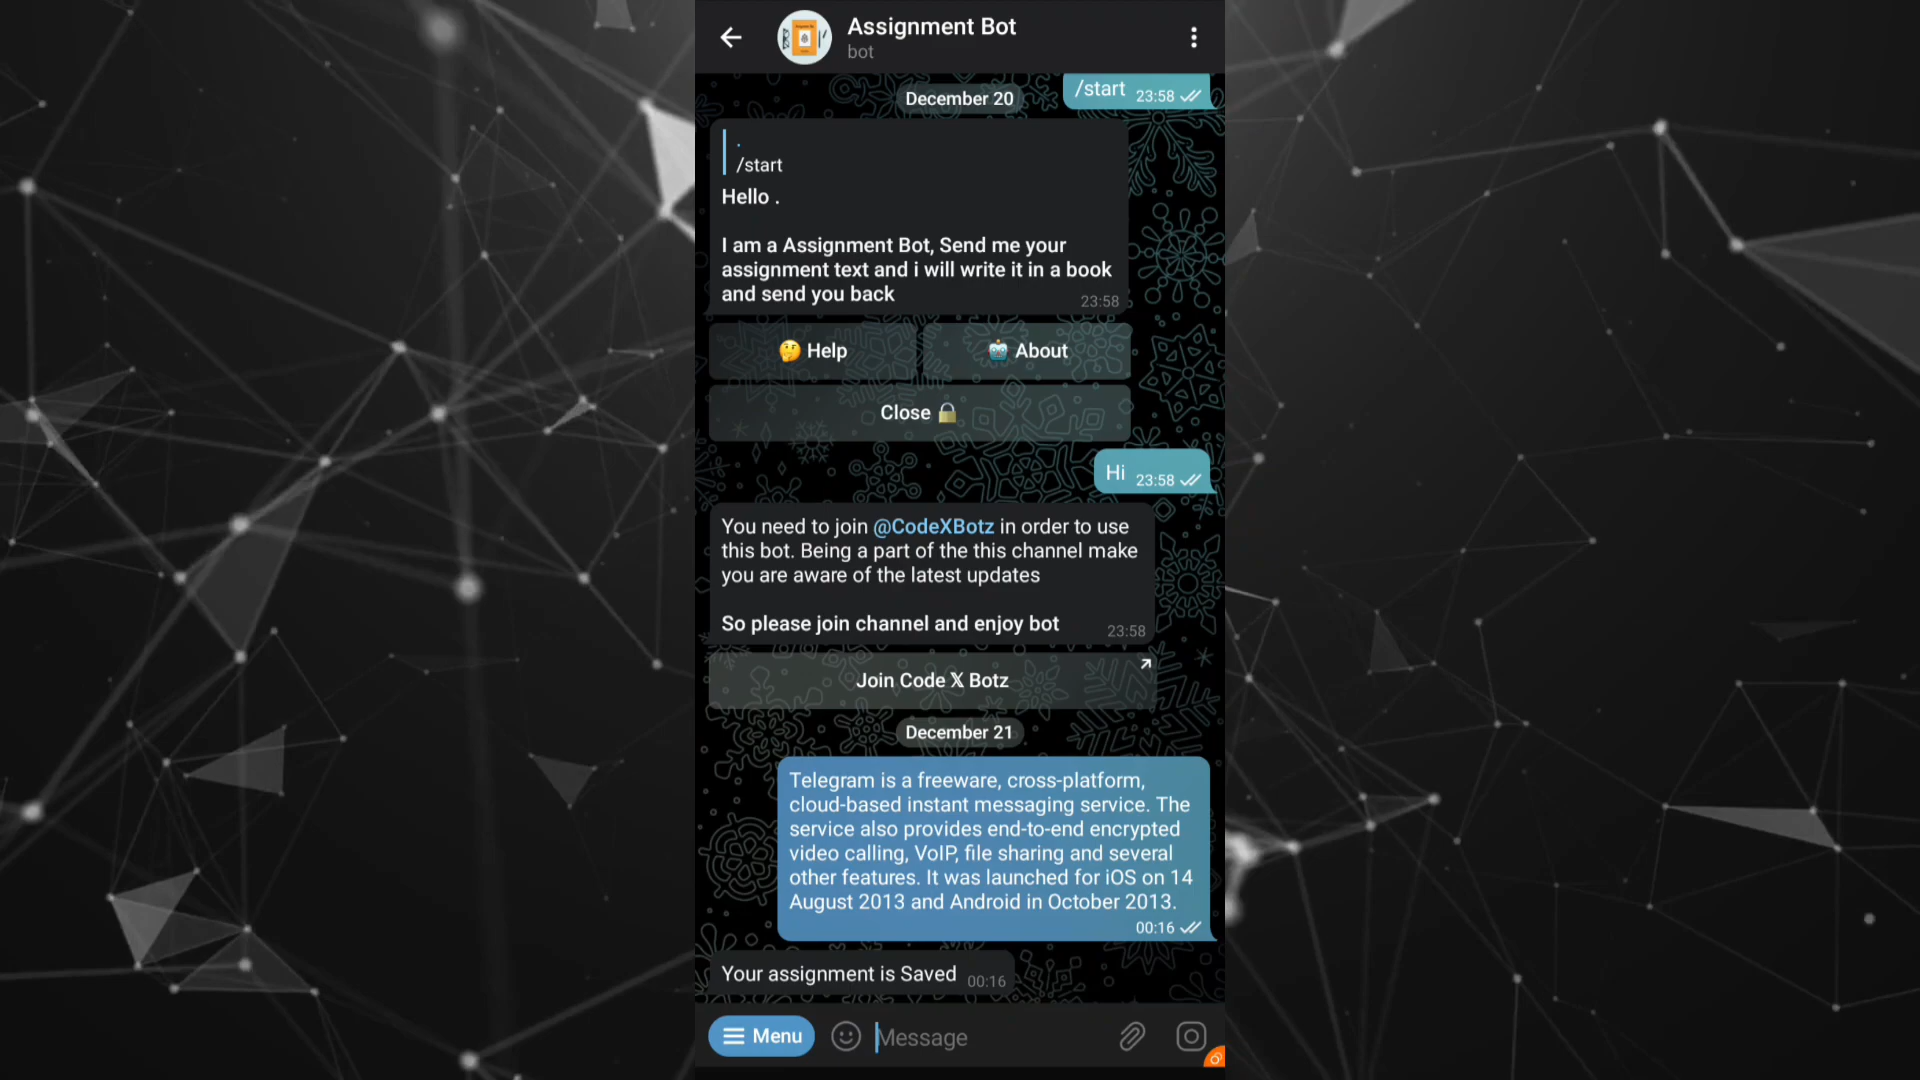 Assignment Bot
bot
/start 23:58
December 20
.
/start
Hello .
I am a Assignment Bot, Send me your
assignment text and i will write it in a book
and send you back
23:58
🤔 Help
🤖 About
Close 🔒
Hi 23:58
You need to join @CodeXBotz in order to use
this bot. Being a part of the this channel make
you are aware of the latest updates
So please join channel and enjoy bot
23:58
Join Code 𝕏 Botz
December 21
Telegram is a freeware, cross-platform,
cloud-based instant messaging service. The
service also provides end-to-end encrypted
video calling, VoIP, file sharing and several
other features. It was launched for iOS on 14
August 2013 and Android in October 2013.
00:16
Your assignment is Saved 00:16
Menu
Message